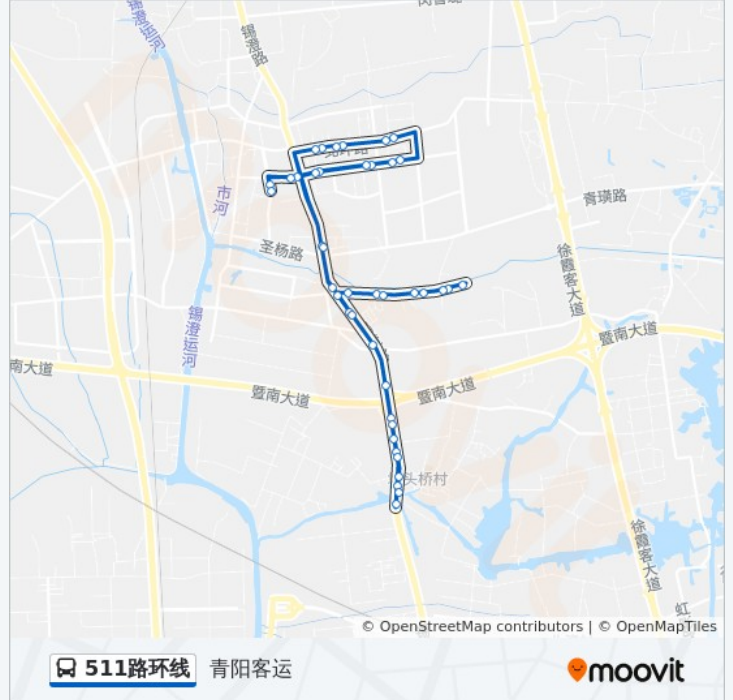 锡澄运河
锡澄路
市河
青璜路
圣杨路
徐霞客大道
锡澄运河
暨南大道
南大道
暨南大道
暨南大道
头桥村
徐霞客大道
虹
© OpenStreetMap contributors | © OpenMapTiles
511路环线
青阳客运
moovit